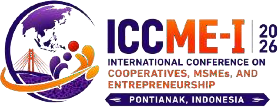 ICCME-I 2026
INTERNATIONAL CONFERENCE ON
COOPERATIVES, MSMEs, AND
ENTREPRENEURSHIP
PONTIANAK, INDONESIA